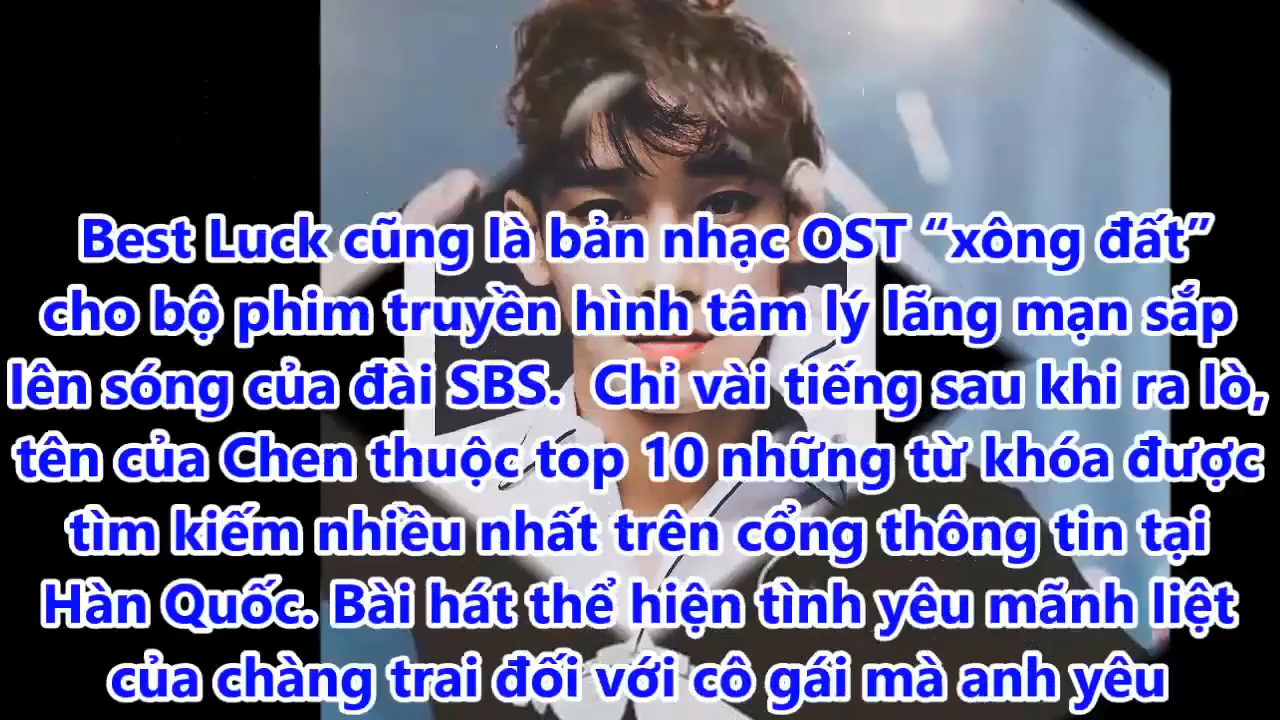 Best Luck cũng là bản nhạc OST “xông đất”
cho bộ phim truyền hình tâm lý lãng mạn sắp
lên sóng của đài SBS.  Chỉ vài tiếng sau khi ra lò,
tên của Chen thuộc top 10 những từ khóa được
tìm kiếm nhiều nhất trên cổng thông tin tại
Hàn Quốc. Bài hát thể hiện tình yêu mãnh liệt
của chàng trai đối với cô gái mà anh yêu